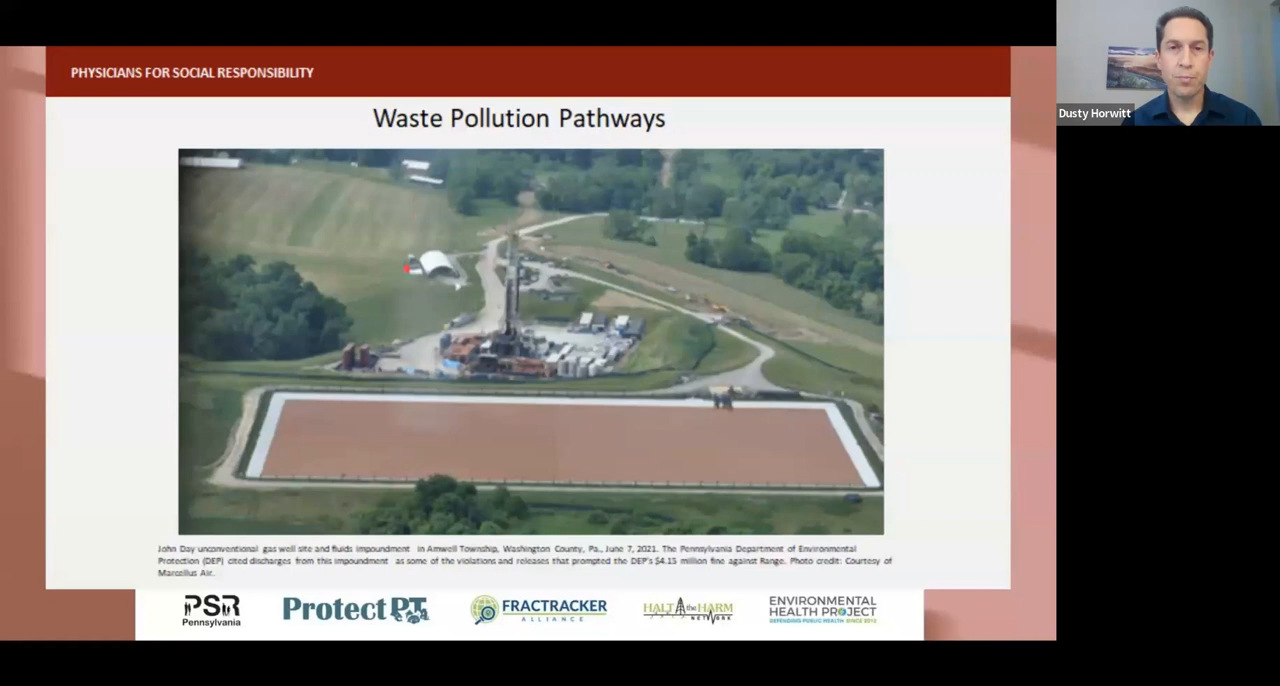 PHYSICIANS FOR SOCIAL RESPONSIBILITY
Waste Pollution Pathways
Dusty Horwitt
John Day unconventional gas well site and fluids impoundment in Amwell Township, Washington County, Pa., June 7, 2021. The Pennsylvania Department of Environmental
Protection (DEP) cited discharges from this impoundment as some of the violations and releases that prompted the DEP's $4.15 million fine against Range. Photo credit: Courtesy of
Marcellus Air.
PSR
Pennsylvania
Protect PT
FRACTRACKER
ALLIANCE
HALT the HARM
NETWORK
ENVIRONMENTAL
HEALTH PROJECT
DEFENDING PUBLIC HEALTH SINCE 2012